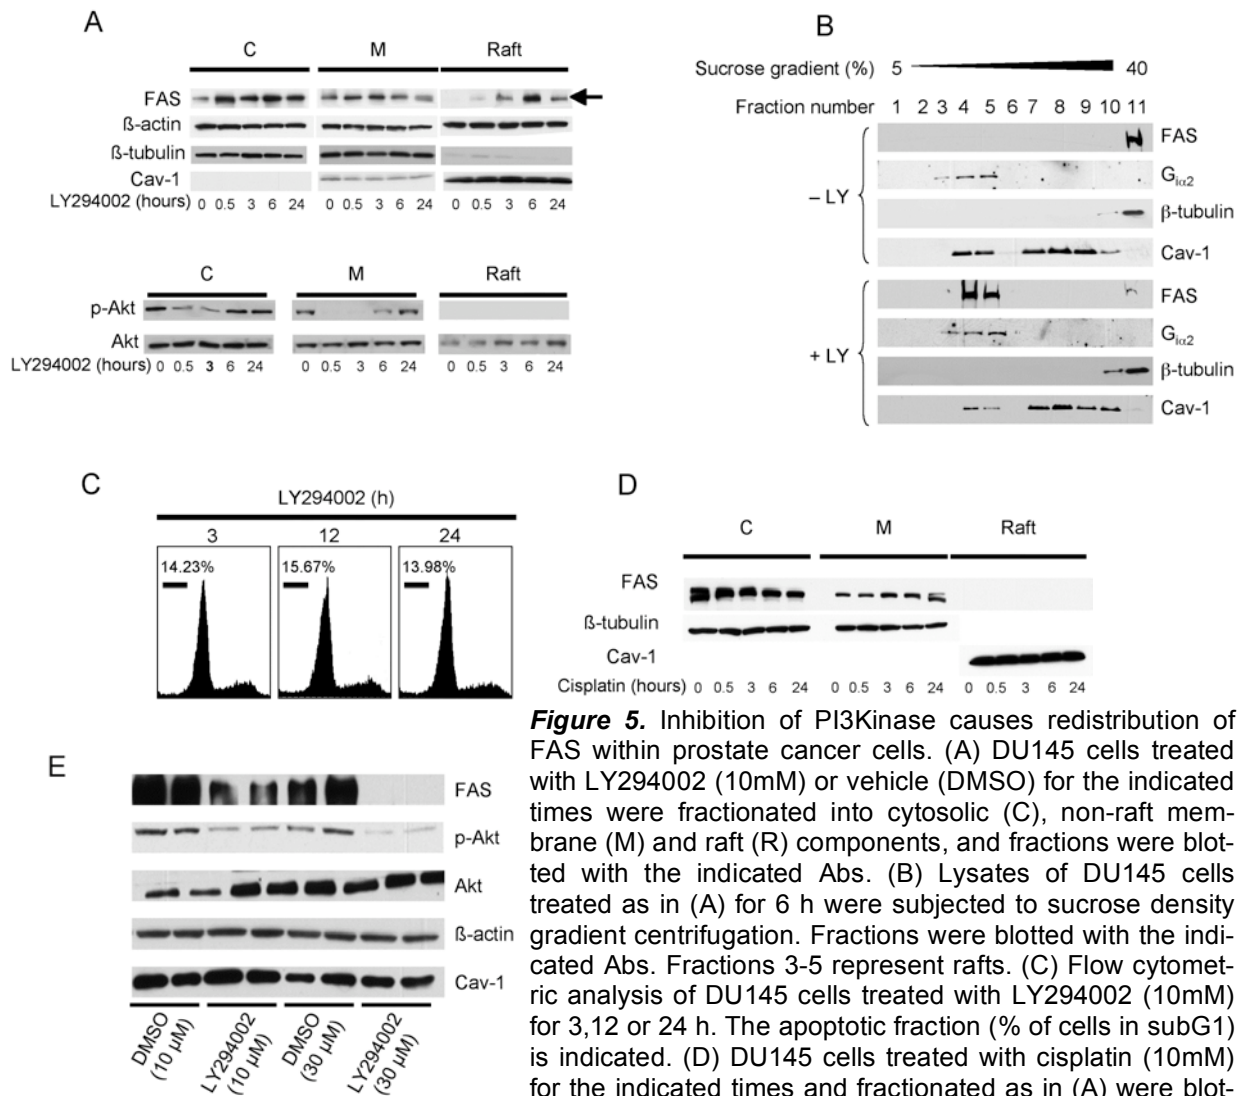 A
C M Raft
FAS
ß-actin
ß-tubulin
Cav-1
LY294002 (hours) 0 0.5 3 6 24 0 0.5 3 6 24 0 0.5 3 6 24
C M Raft
p-Akt
Akt
LY294002 (hours) 0 0.5 3 6 24 0 0.5 3 6 24 0 0.5 3 6 24
B
Sucrose gradient (%) 5 40
Fraction number 1 2 3 4 5 6 7 8 9 10 11
– LY
FAS
Giα2
β-tubulin
Cav-1
+ LY
FAS
Giα2
β-tubulin
Cav-1
C
LY294002 (h)
3 12 24
14.23% 15.67% 13.98%
D
C M Raft
FAS
ß-tubulin
Cav-1
Cisplatin (hours) 0 0.5 3 6 24 0 0.5 3 6 24 0 0.5 3 6 24
E
FAS
p-Akt
Akt
ß-actin
Cav-1
DMSO (10 µM)
LY294002 (10 µM)
DMSO (30 µM)
LY294002 (30 µM)
Figure 5. Inhibition of PI3Kinase causes redistribution of
FAS within prostate cancer cells. (A) DU145 cells treated
with LY294002 (10mM) or vehicle (DMSO) for the indicated
times were fractionated into cytosolic (C), non-raft mem-
brane (M) and raft (R) components, and fractions were blot-
ted with the indicated Abs. (B) Lysates of DU145 cells
treated as in (A) for 6 h were subjected to sucrose density
gradient centrifugation. Fractions were blotted with the indi-
cated Abs. Fractions 3-5 represent rafts. (C) Flow cytomet-
ric analysis of DU145 cells treated with LY294002 (10mM)
for 3,12 or 24 h. The apoptotic fraction (% of cells in subG1)
is indicated. (D) DU145 cells treated with cisplatin (10mM)
for the indicated times and fractionated as in (A) were blot-